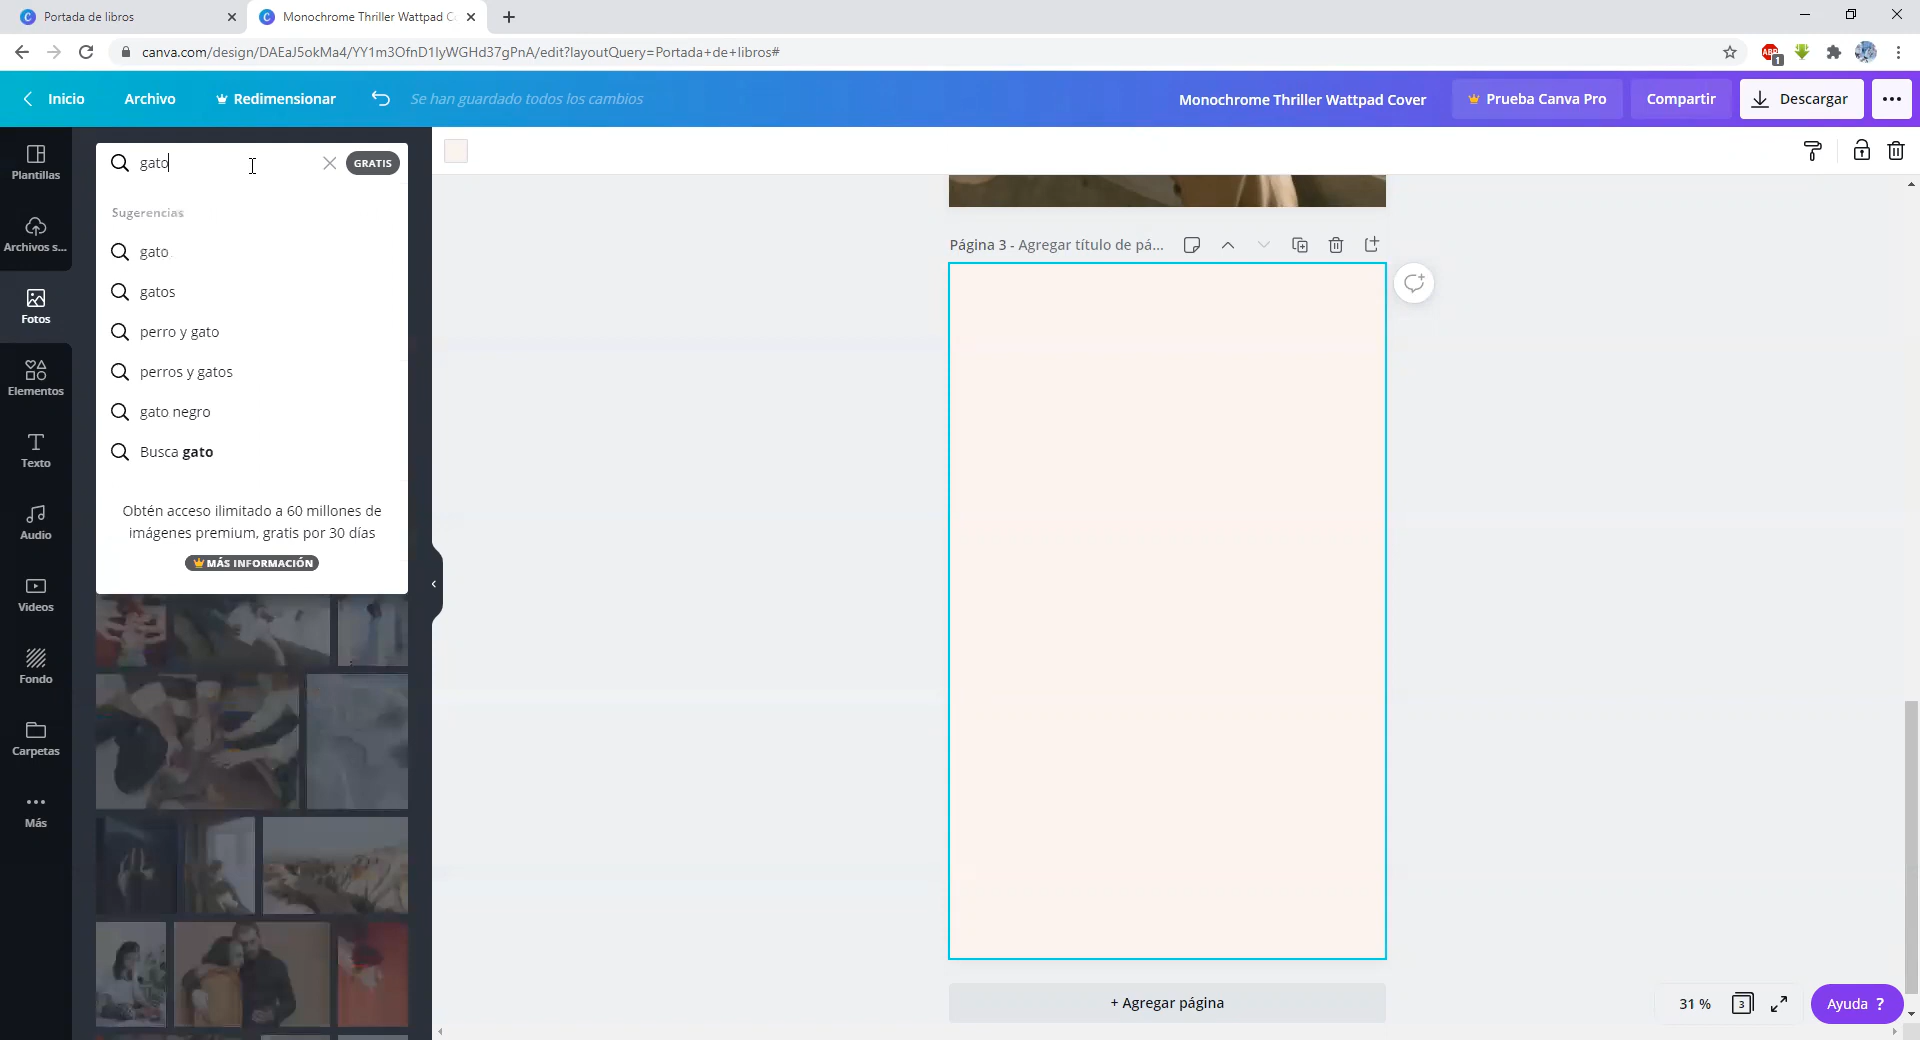 Portada de libros
Monochrome Thriller Wattpad C
canva.com/design/DAEaJ5okMa4/YY1m3OfnD1lyWGHd37gPnA/edit?layoutQuery=Portada+de+libros#
ABP
1
Inicio
Archivo
Redimensionar
Se han guardado todos los cambios
Monochrome Thriller Wattpad Cover
Prueba Canva Pro
Compartir
Descargar
Plantillas
Archivos s...
Fotos
Elementos
Texto
Audio
Videos
Fondo
Carpetas
Más
gato
GRATIS
Sugerencias
gato
gatos
perro y gato
perros y gatos
gato negro
Busca gato
Obtén acceso ilimitado a 60 millones de
imágenes premium, gratis por 30 días
MÁS INFORMACIÓN
Página 3 - Agregar título de pá...
+ Agregar página
31 %
3
Ayuda ?